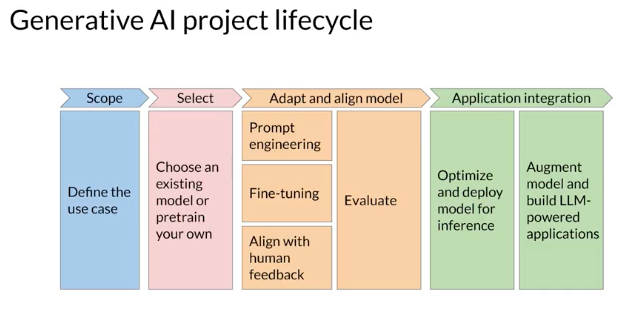 Generative AI project lifecycle
Scope
Select
Adapt and align model
Application integration
Define the
use case
Choose an
existing
model or
pretrain
your own
Prompt
engineering
Fine-tuning
Align with
human
feedback
Evaluate
Optimize
and deploy
model for
inference
Augment
model and
build LLM-
powered
applications